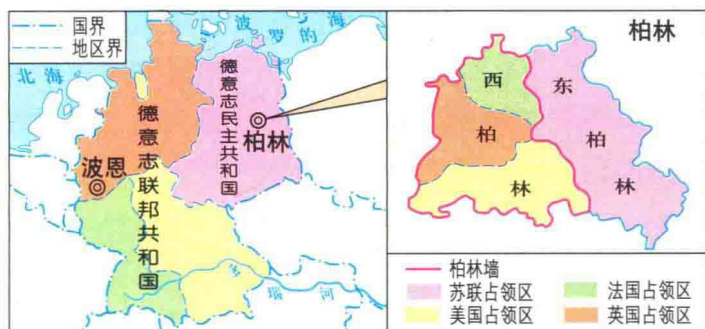 国界
地区界
北海
波罗的海
德意志民主共和国
柏林
波恩
德意志联邦共和国
多瑙河
柏林
西柏林
东柏林
柏林墙
苏联占领区
法国占领区
美国占领区
英国占领区